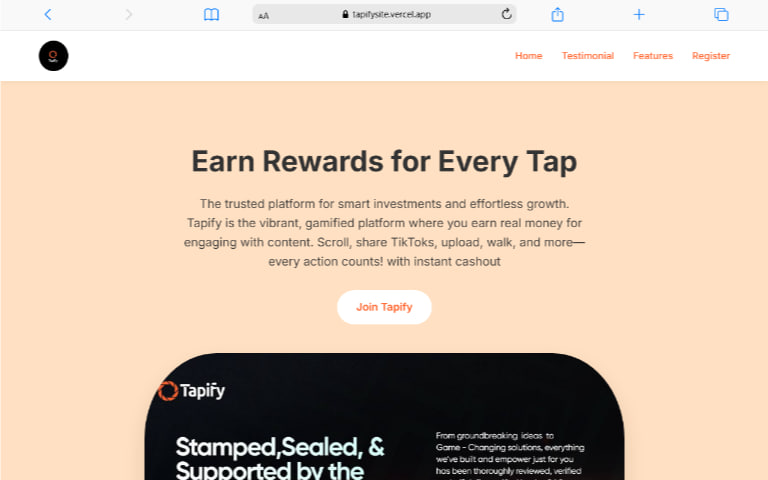 AA tapifysite.vercel.app
Tapify
Home Testimonial Features Register
Earn Rewards for Every Tap
The trusted platform for smart investments and effortless growth.
Tapify is the vibrant, gamified platform where you earn real money for
engaging with content. Scroll, share TikToks, upload, walk, and more—
every action counts! with instant cashout
Join Tapify
Tapify
Stamped,Sealed, &
Supported by the
From groundbreaking ideas to
Game - Changing solutions, everything
we've built and empower just for you
has been thoroughly reviewed, verified